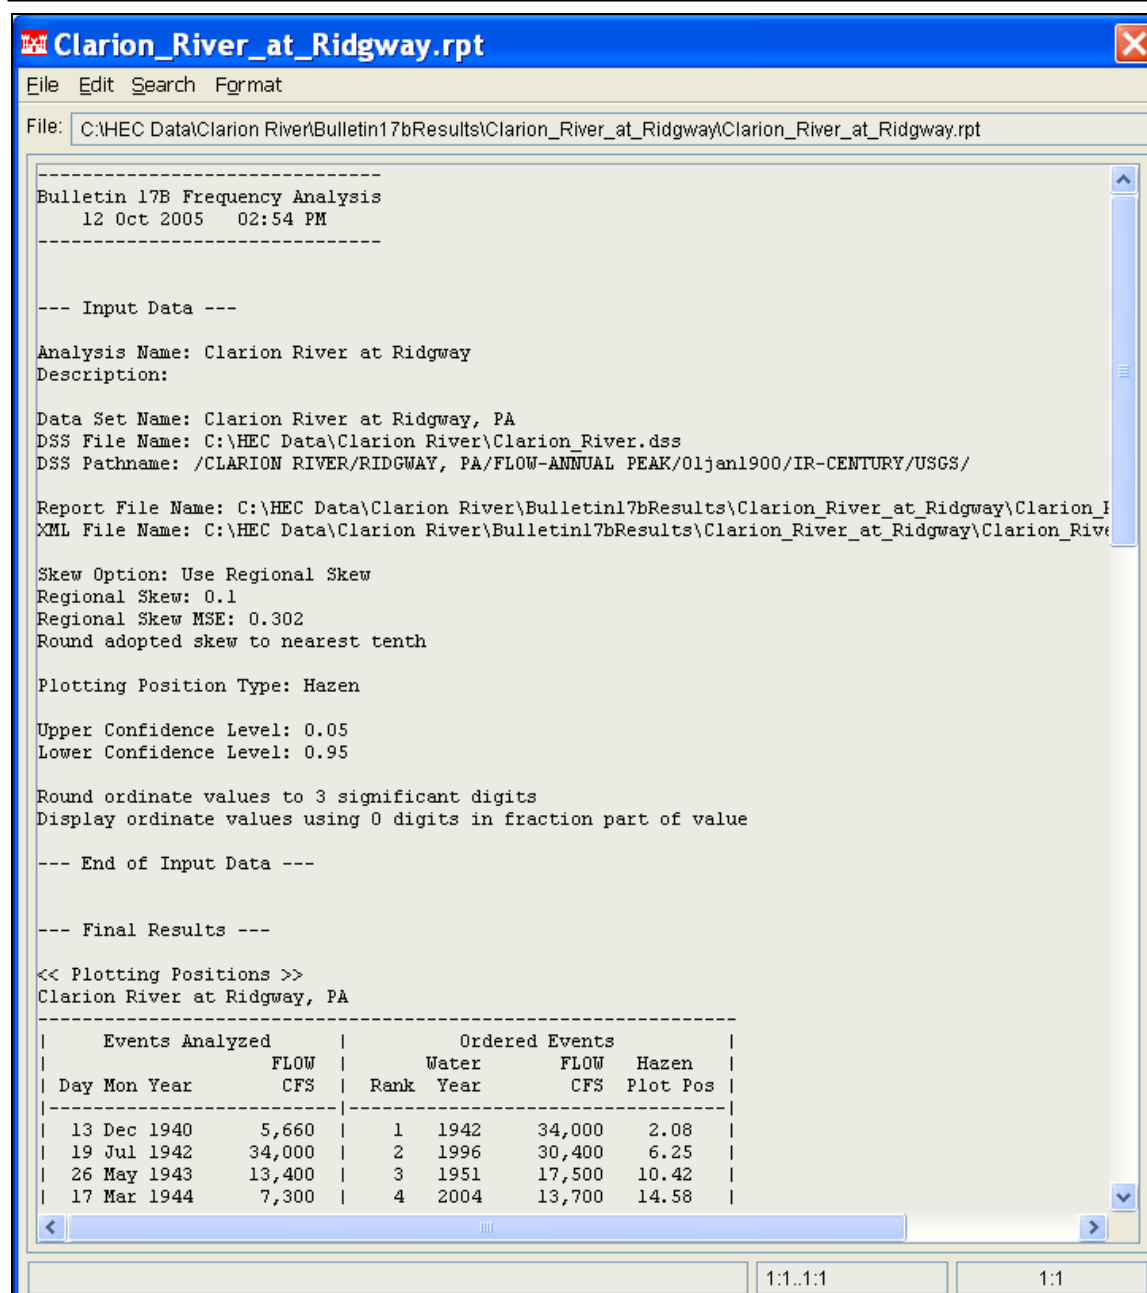 Clarion_River_at_Ridgway.rpt
File Edit Search Format
File: C:\HEC Data\Clarion River\Bulletin17bResults\Clarion_River_at_Ridgway\Clarion_River_at_Ridgway.rpt
-------------------------------
Bulletin 17B Frequency Analysis
12 Oct 2005 02:54 PM
-------------------------------
--- Input Data ---
Analysis Name: Clarion River at Ridgway
Description:
Data Set Name: Clarion River at Ridgway, PA
DSS File Name: C:\HEC Data\Clarion River\Clarion_River.dss
DSS Pathname: /CLARION RIVER/RIDGWAY, PA/FLOW-ANNUAL PEAK/01jan1900/IR-CENTURY/USGS/
Report File Name: C:\HEC Data\Clarion River\Bulletin17bResults\Clarion_River_at_Ridgway\Clarion_
XML File Name: C:\HEC Data\Clarion River\Bulletin17bResults\Clarion_River_at_Ridgway\Clarion_Riv
Skew Option: Use Regional Skew
Regional Skew: 0.1
Regional Skew MSE: 0.302
Round adopted skew to nearest tenth
Plotting Position Type: Hazen
Upper Confidence Level: 0.05
Lower Confidence Level: 0.95
Round ordinate values to 3 significant digits
Display ordinate values using 0 digits in fraction part of value
--- End of Input Data ---
--- Final Results ---
<< Plotting Positions >>
Clarion River at Ridgway, PA
---------------------------------------------------------------
| Events Analyzed | Ordered Events |
| FLOW | Water FLOW Hazen |
| Day Mon Year CFS | Rank Year CFS Plot Pos |
|--------------------------|----------------------------------|
| 13 Dec 1940 5,660 | 1 1942 34,000 2.08 |
| 19 Jul 1942 34,000 | 2 1996 30,400 6.25 |
| 26 May 1943 13,400 | 3 1951 17,500 10.42 |
| 17 Mar 1944 7,300 | 4 2004 13,700 14.58 |
1:1..1:1 1:1